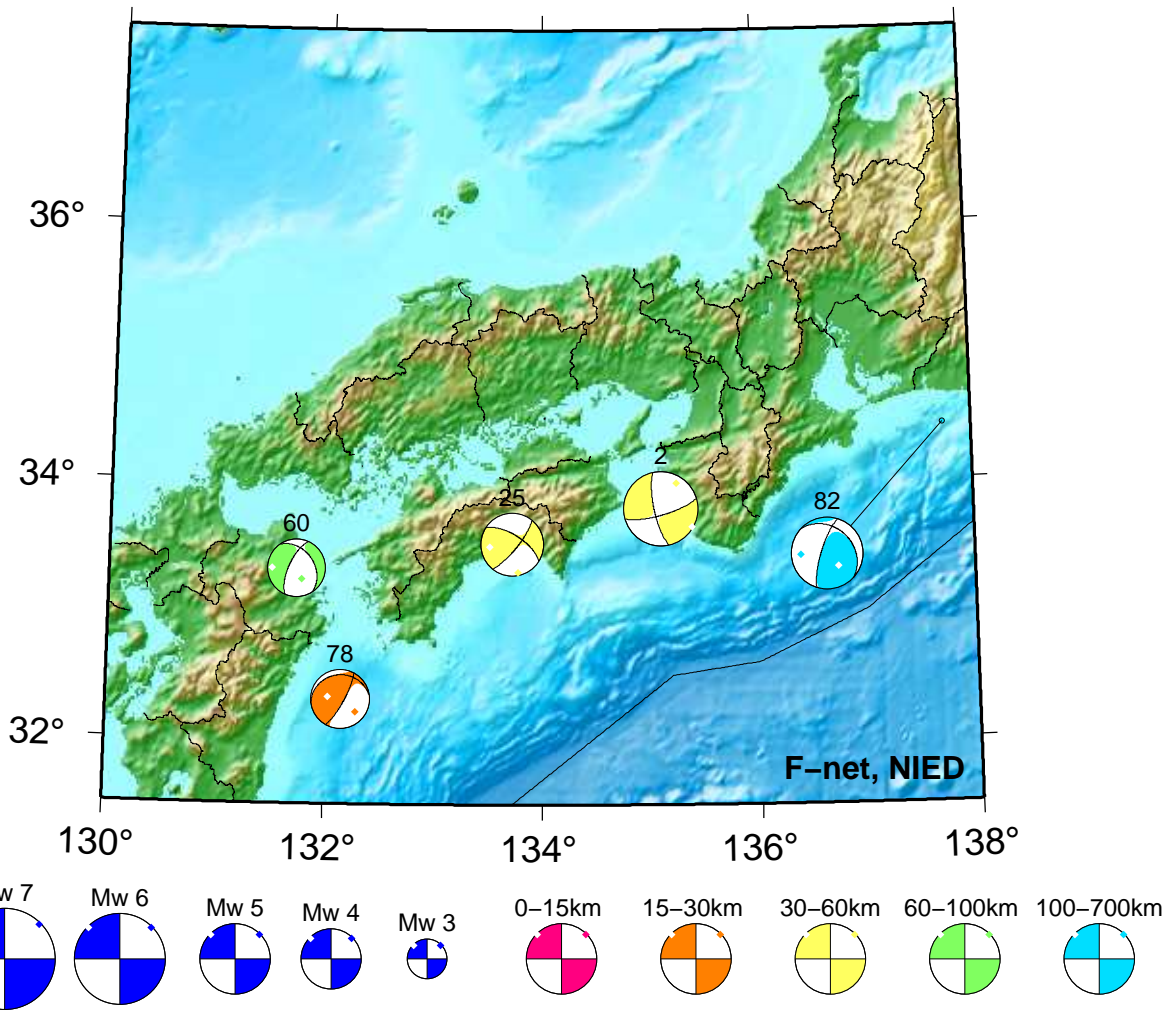 36°
34°
2
25
82
60
78
32°
F–net, NIED
130°
132°
134°
136°
138°
w 7
Mw 6
Mw 5
Mw 4
Mw 3
0–15km
15–30km
30–60km
60–100km
100–700km